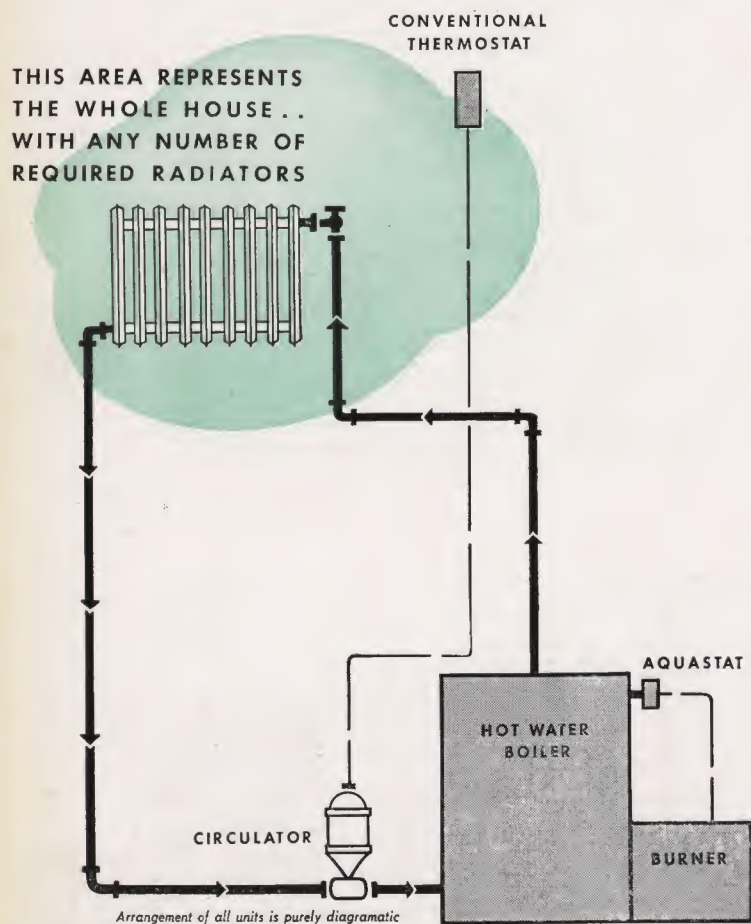 CONVENTIONAL
THERMOSTAT
THIS AREA REPRESENTS
THE WHOLE HOUSE..
WITH ANY NUMBER OF
REQUIRED RADIATORS
AQUASTAT
HOT WATER
BOILER
CIRCULATOR
BURNER
Arrangement of all units is purely diagramatic